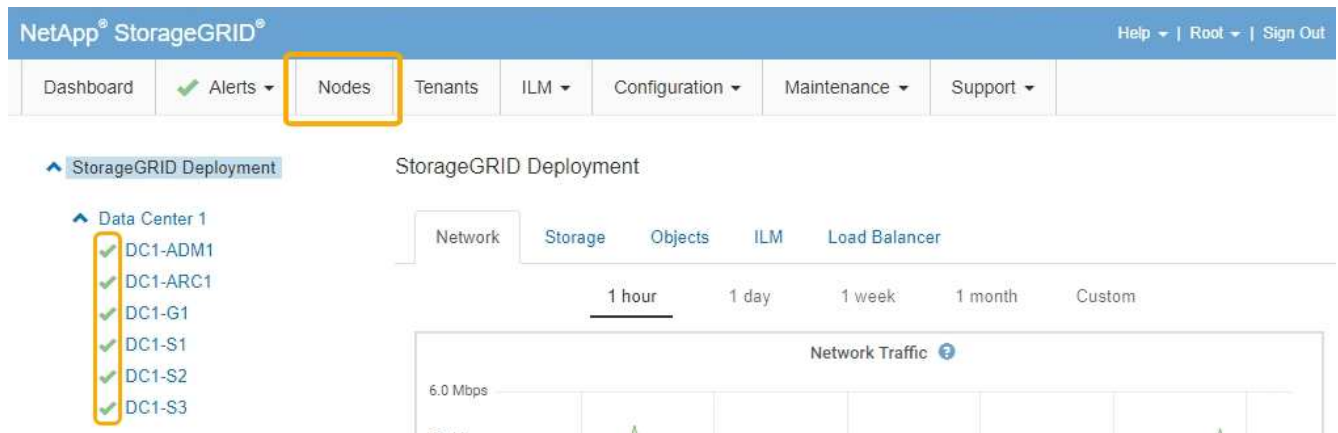 NetApp® StorageGRID®
Help | Root | Sign Out
Dashboard Alerts Nodes Tenants ILM Configuration Maintenance Support
StorageGRID Deployment
StorageGRID Deployment
Data Center 1
Network Storage Objects ILM Load Balancer
DC1-ADM1
DC1-ARC1
DC1-G1
DC1-S1
DC1-S2
DC1-S3
1 hour 1 day 1 week 1 month Custom
Network Traffic
6.0 Mbps